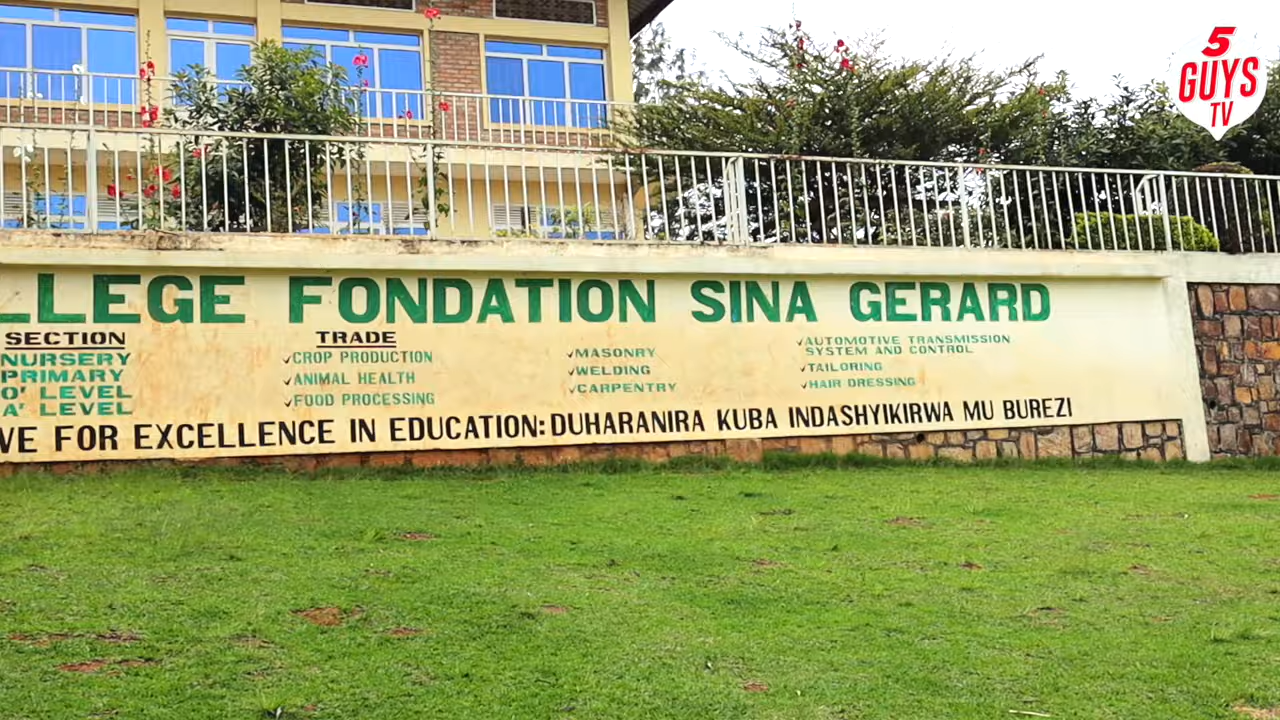 5
GUYS
TV
LLEGE FONDATION SINA GERARD
SECTION
NURSERY
PRIMARY
O' LEVEL
A' LEVEL
TRADE
✓CROP PRODUCTION
✓ANIMAL HEALTH
✓FOOD PROCESSING
✓MASONRY
✓WELDING
✓CARPENTRY
✓AUTOMOTIVE TRANSMISSION
SYSTEM AND CONTROL
✓TAILORING
✓HAIR DRESSING
VE FOR EXCELLENCE IN EDUCATION: DUHARANIRA KUBA INDASHYIKIRWA MU BUREZI